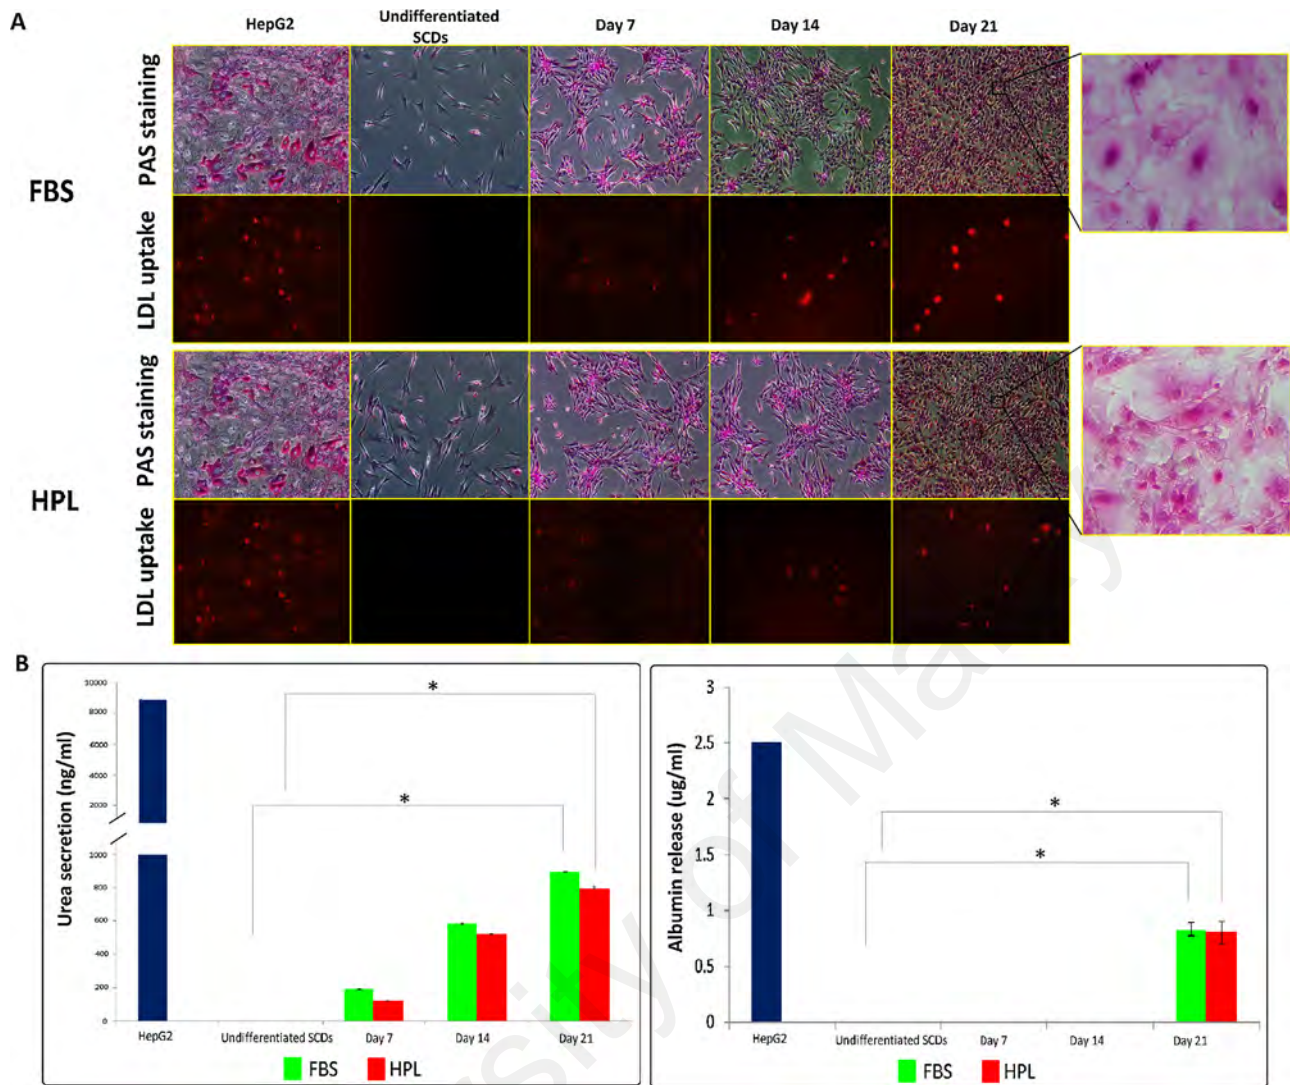 A
HepG2
Undifferentiated
SCDs
Day 7
Day 14
Day 21
FBS
PAS staining
LDL uptake
HPL
PAS staining
LDL uptake
B
Urea secretion (ng/ml)
10000
8000
6000
4000
2000
1000
800
600
400
200
0
*
*
HepG2
Undifferentiated SCDs
Day 7
Day 14
Day 21
FBS
HPL
Albumin release (ug/ml)
3
2.5
2
1.5
1
0.5
0
*
*
HepG2
Undifferentiated SCDs
Day 7
Day 14
Day 21
FBS
HPL